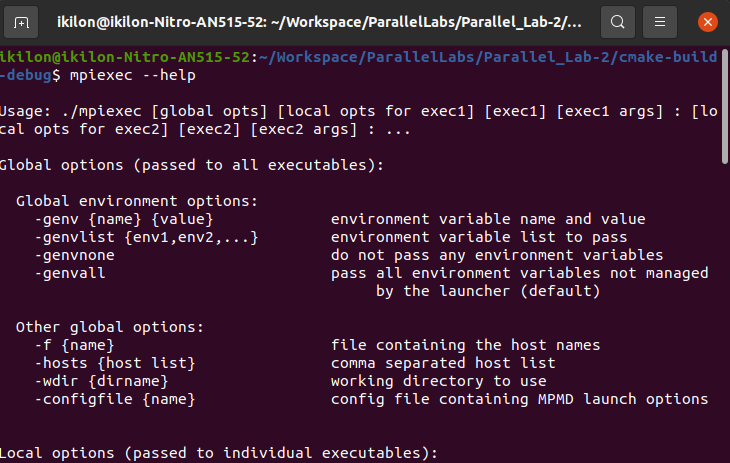 ikilon@ikilon-Nitro-AN515-52: ~/Workspace/ParallelLabs/Parallel_Lab-2/...
ikilon@ikilon-Nitro-AN515-52:~/Workspace/ParallelLabs/Parallel_Lab-2/cmake-build
-debug$ mpiexec --help
Usage: ./mpiexec [global opts] [local opts for exec1] [exec1] [exec1 args] : [lo
cal opts for exec2] [exec2] [exec2 args] : ...
Global options (passed to all executables):
Global environment options:
-genv {name} {value} environment variable name and value
-genvlist {env1,env2,...} environment variable list to pass
-genvnone do not pass any environment variables
-genvall pass all environment variables not managed
by the launcher (default)
Other global options:
-f {name} file containing the host names
-hosts {host list} comma separated host list
-wdir {dirname} working directory to use
-configfile {name} config file containing MPMD launch options
Local options (passed to individual executables):